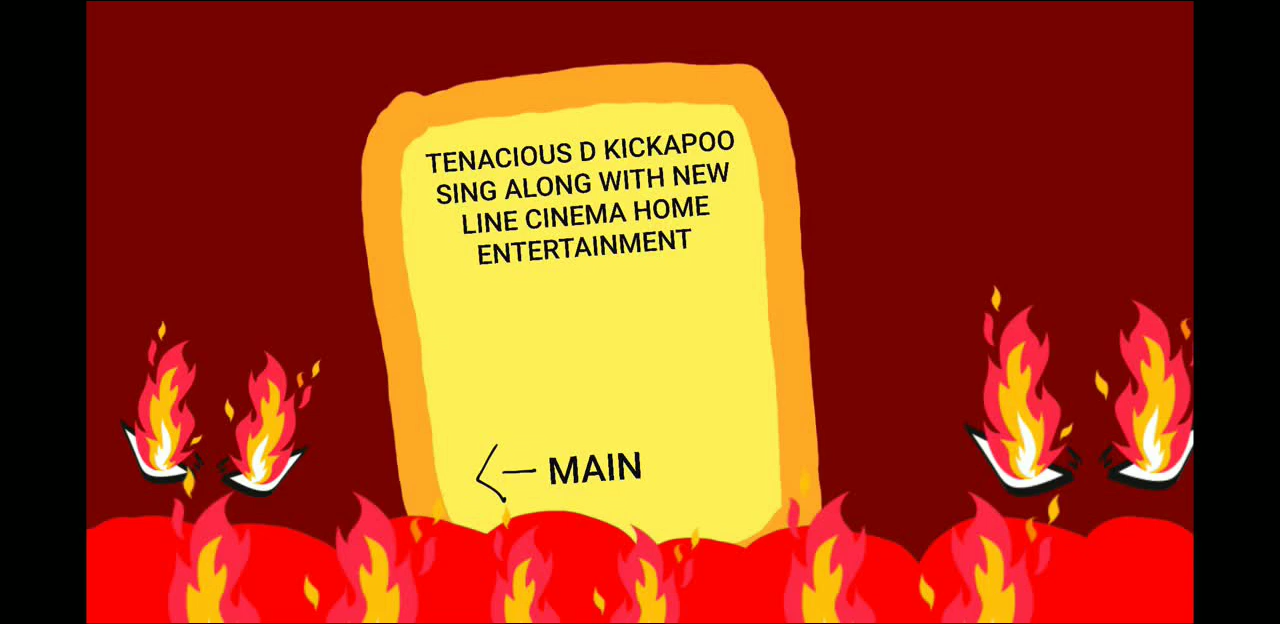 TENACIOUS D KICKAPOO
SING ALONG WITH NEW
LINE CINEMA HOME
ENTERTAINMENT
MAIN